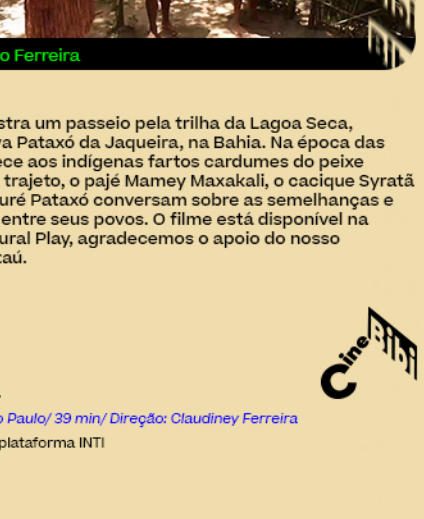 Bibi
o Ferreira
stra um passeio pela trilha da Lagoa Seca,
va Pataxó da Jaqueira, na Bahia. Na época das
ece aos indígenas fartos cardumes do peixe
trajeto, o pajé Mamey Maxakali, o cacique Syratã
uré Pataxó conversam sobre as semelhanças e
entre seus povos. O filme está disponível na
ural Play, agradecemos o apoio do nosso
taú.
Cine Bibi
o Paulo/ 39 min/ Direção: Claudiney Ferreira
plataforma INTI